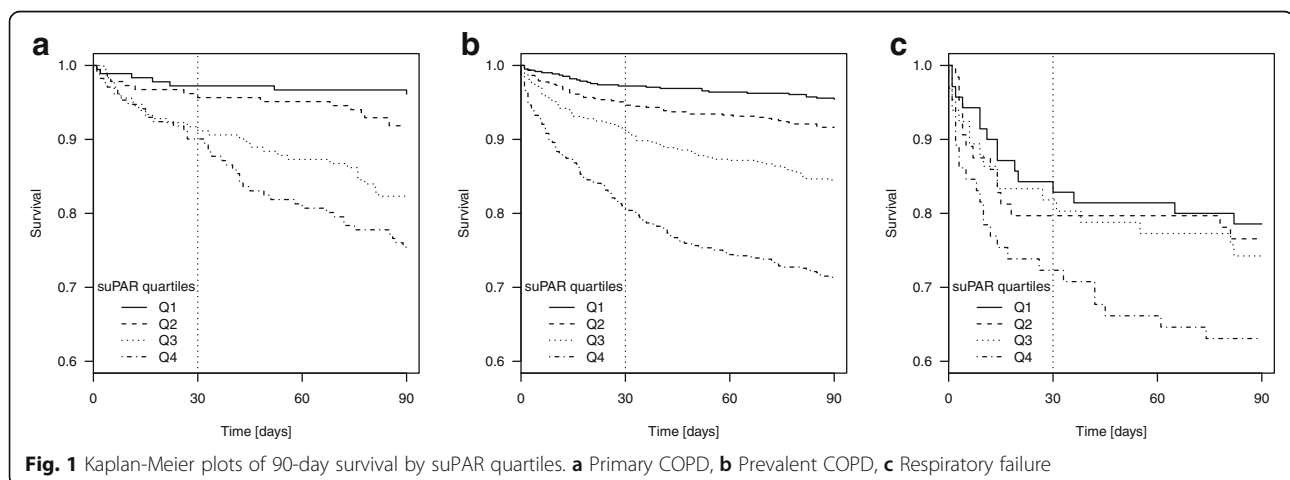 a
1.0
0.9
0.8
0.7
0.6
Survival
suPAR quartiles
Q1
Q2
Q3
Q4
0 30 60 90
Time [days]
b
1.0
0.9
0.8
0.7
0.6
Survival
suPAR quartiles
Q1
Q2
Q3
Q4
0 30 60 90
Time [days]
c
1.0
0.9
0.8
0.7
0.6
Survival
suPAR quartiles
Q1
Q2
Q3
Q4
0 30 60 90
Time [days]
Fig. 1 Kaplan-Meier plots of 90-day survival by suPAR quartiles. a Primary COPD, b Prevalent COPD, c Respiratory failure